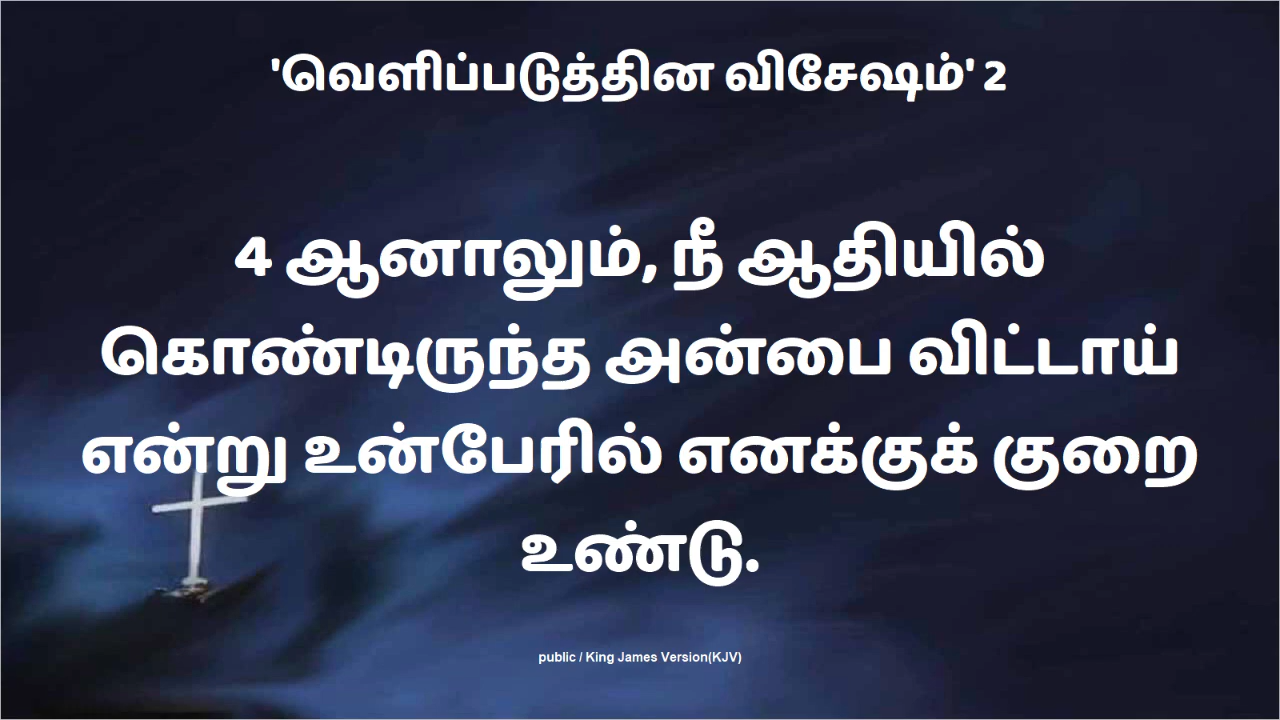 'வெளிப்படுத்தின விசேஷம்' 2
4 ஆனாலும், நீ ஆதியில்
கொண்டிருந்த அன்பை விட்டாய்
என்று உன்பேரில் எனக்குக் குறை
உண்டு.
public / King James Version(KJV)